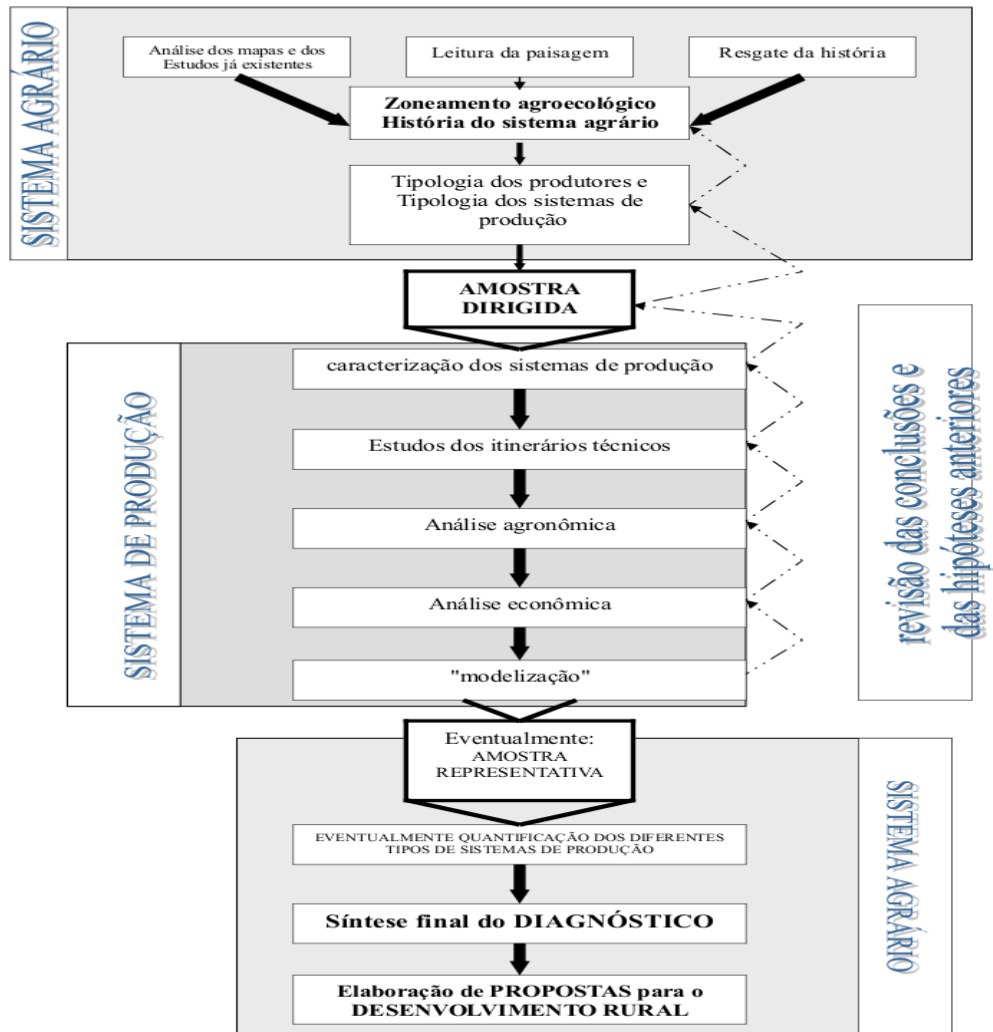 SISTEMA AGRÁRIO
Análise dos mapas e dos
Estudos já existentes
Leitura da paisagem
Resgate da história
Zoneamento agroecológico
História do sistema agrário
Tipologia dos produtores e
Tipologia dos sistemas de
produção
AMOSTRA
DIRIGIDA
SISTEMA DE PRODUÇÃO
caracterização dos sistemas de produção
Estudos dos itinerários técnicos
Análise agronômica
Análise econômica
"modelização"
revisão das conclusões e
das hipóteses anteriores
Eventualmente:
AMOSTRA
REPRESENTATIVA
SISTEMA AGRÁRIO
EVENTUALMENTE QUANTIFICAÇÃO DOS DIFERENTES
TIPOS DE SISTEMAS DE PRODUÇÃO
Síntese final do DIAGNÓSTICO
Elaboração de PROPOSTAS para o
DESENVOLVIMENTO RURAL